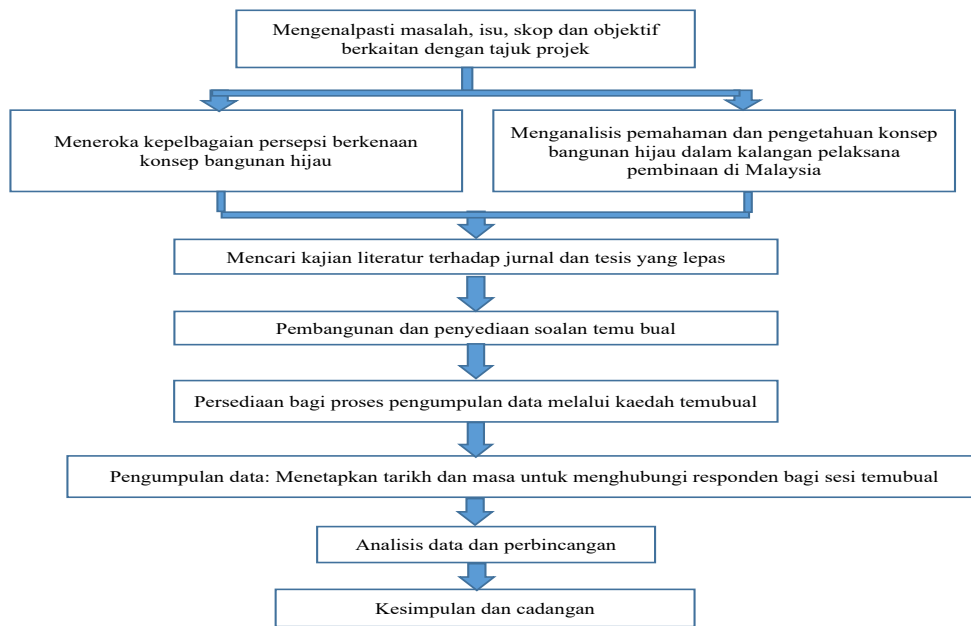 Mengenalpasti masalah, isu, skop dan objektif
berkaitan dengan tajuk projek
Meneroka kepelbagaian persepsi berkenaan
konsep bangunan hijau
Menganalisis pemahaman dan pengetahuan konsep
bangunan hijau dalam kalangan pelaksana
pembinaan di Malaysia
Mencari kajian literatur terhadap jurnal dan tesis yang lepas
Pembangunan dan penyediaan soalan temu bual
Persediaan bagi proses pengumpulan data melalui kaedah temubual
Pengumpulan data: Menetapkan tarikh dan masa untuk menghubungi responden bagi sesi temubual
Analisis data dan perbincangan
Kesimpulan dan cadangan